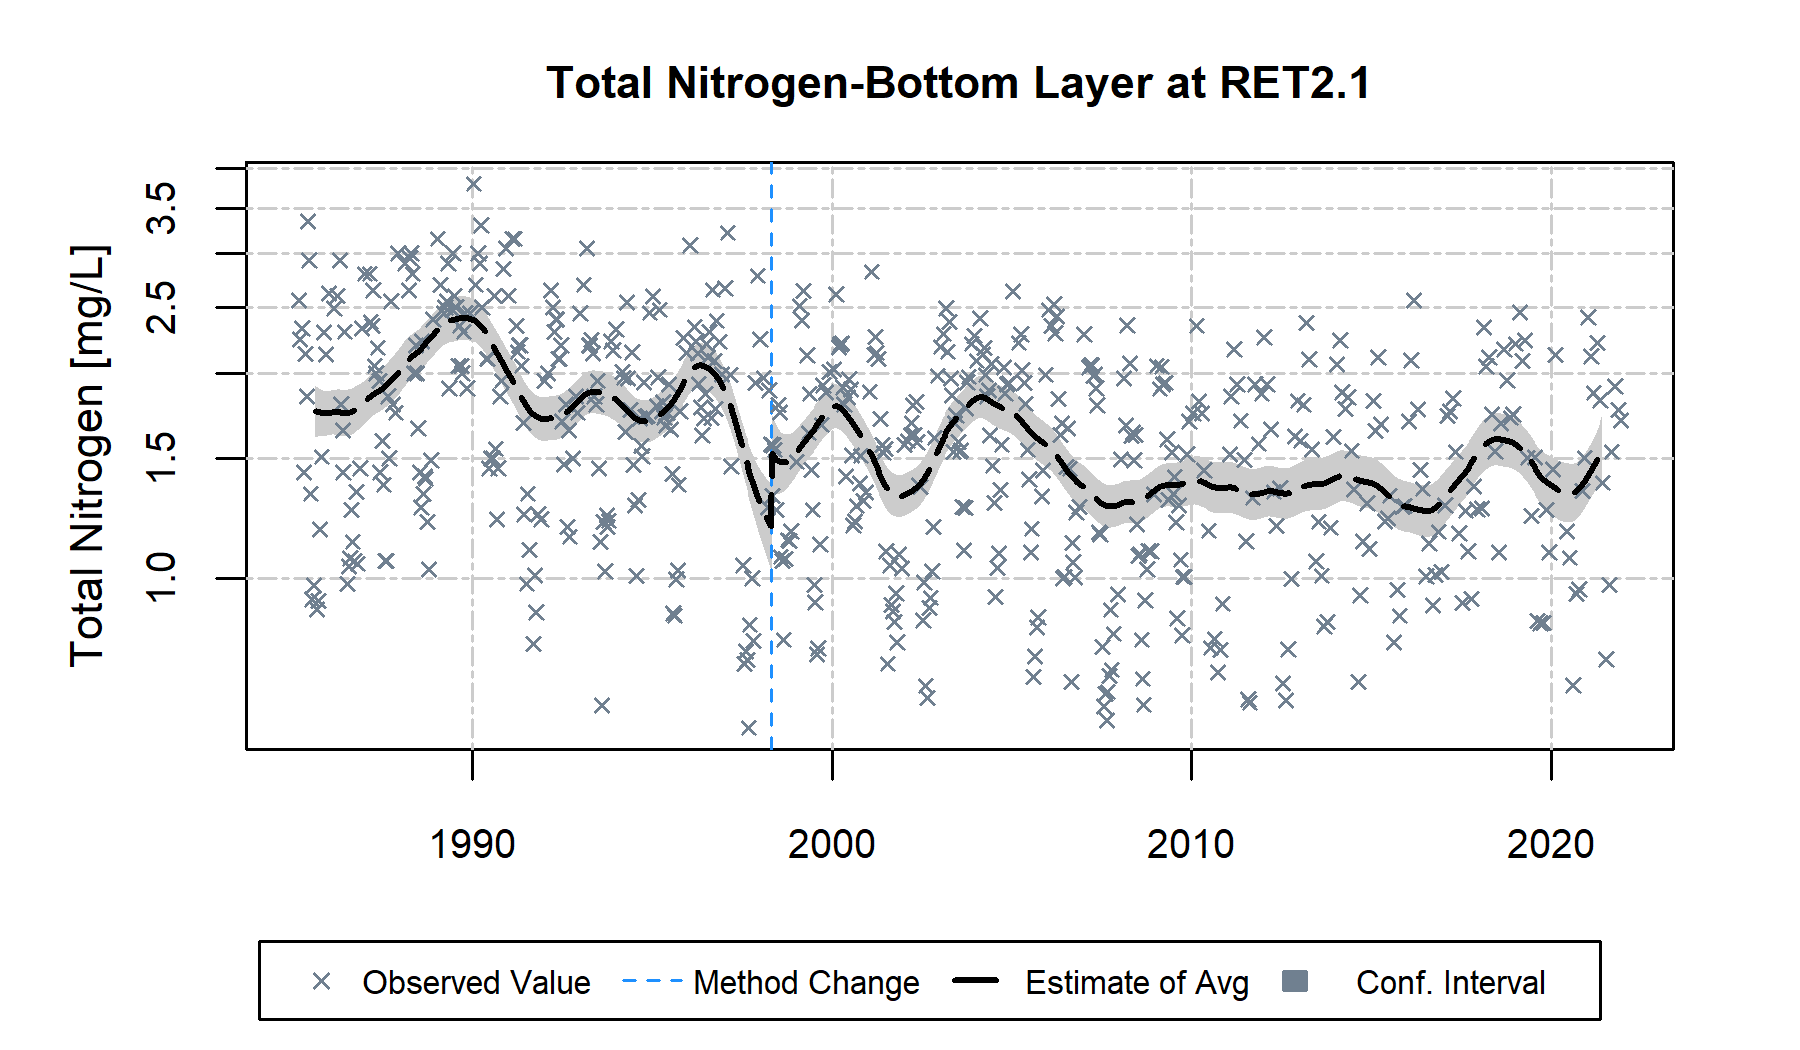 Total Nitrogen-Bottom Layer at RET2.1
Total Nitrogen [mg/L]
3.5
2.5
1.5
1.0
1990 2000 2010 2020
Observed Value Method Change Estimate of Avg Conf. Interval